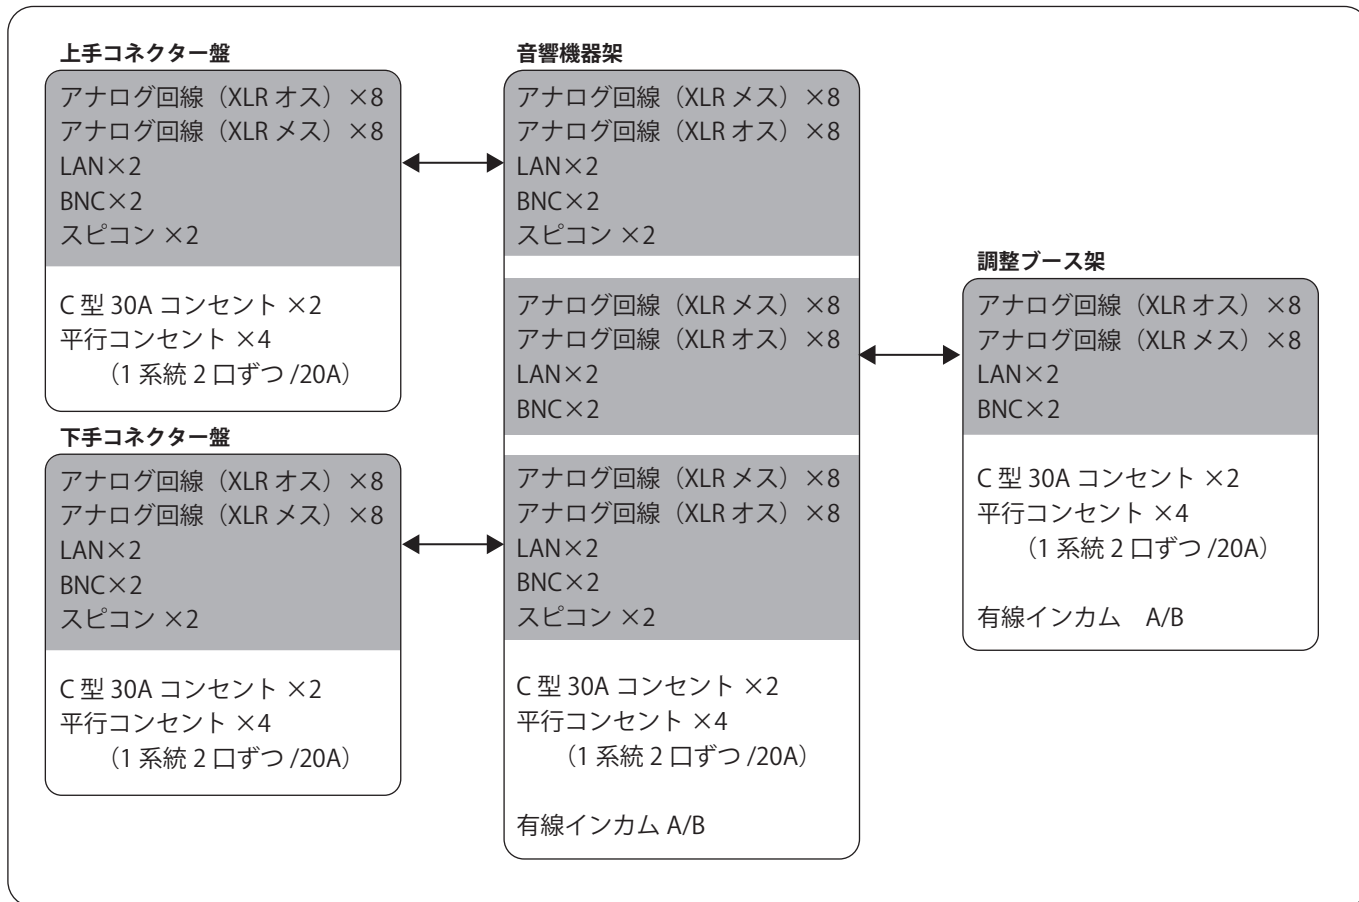 上手コネクター盤
アナログ回線（XLR オス）×8
アナログ回線（XLR メス）×8
LAN×2
BNC×2
スピコン ×2
C 型 30A コンセント ×2
平行コンセント ×4
（1 系統 2 口ずつ /20A）
下手コネクター盤
アナログ回線（XLR オス）×8
アナログ回線（XLR メス）×8
LAN×2
BNC×2
スピコン ×2
C 型 30A コンセント ×2
平行コンセント ×4
（1 系統 2 口ずつ /20A）
音響機器架
アナログ回線（XLR メス）×8
アナログ回線（XLR オス）×8
LAN×2
BNC×2
スピコン ×2
アナログ回線（XLR メス）×8
アナログ回線（XLR オス）×8
LAN×2
BNC×2
アナログ回線（XLR メス）×8
アナログ回線（XLR オス）×8
LAN×2
BNC×2
スピコン ×2
C 型 30A コンセント ×2
平行コンセント ×4
（1 系統 2 口ずつ /20A）
有線インカム A/B
調整ブース架
アナログ回線（XLR オス）×8
アナログ回線（XLR メス）×8
LAN×2
BNC×2
C 型 30A コンセント ×2
平行コンセント ×4
（1 系統 2 口ずつ /20A）
有線インカム　A/B